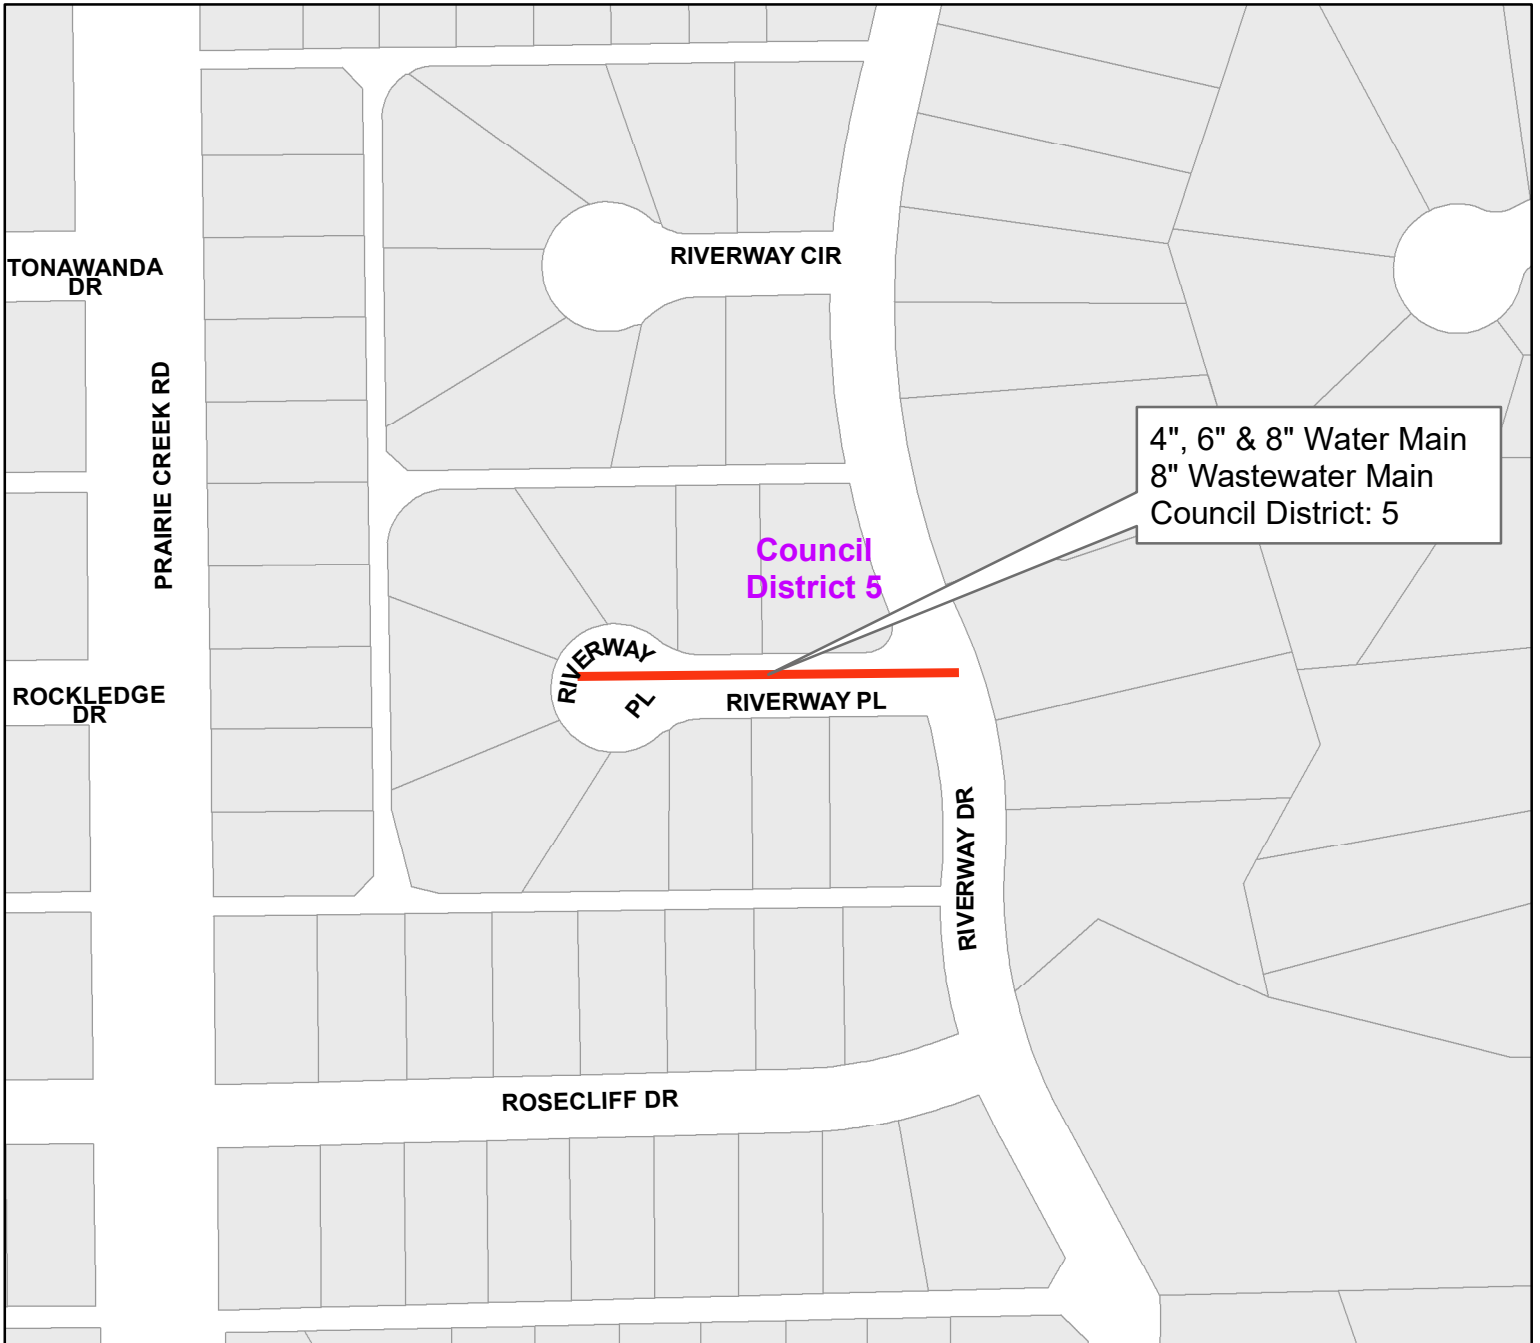 RIVERWAY CIR
TONAWANDA
DR
PRAIRIE CREEK RD
4", 6" & 8" Water Main
8" Wastewater Main
Council District: 5
Council
District 5
RIVERWAY
PL
RIVERWAY PL
ROCKLEDGE
DR
RIVERWAY DR
ROSECLIFF DR